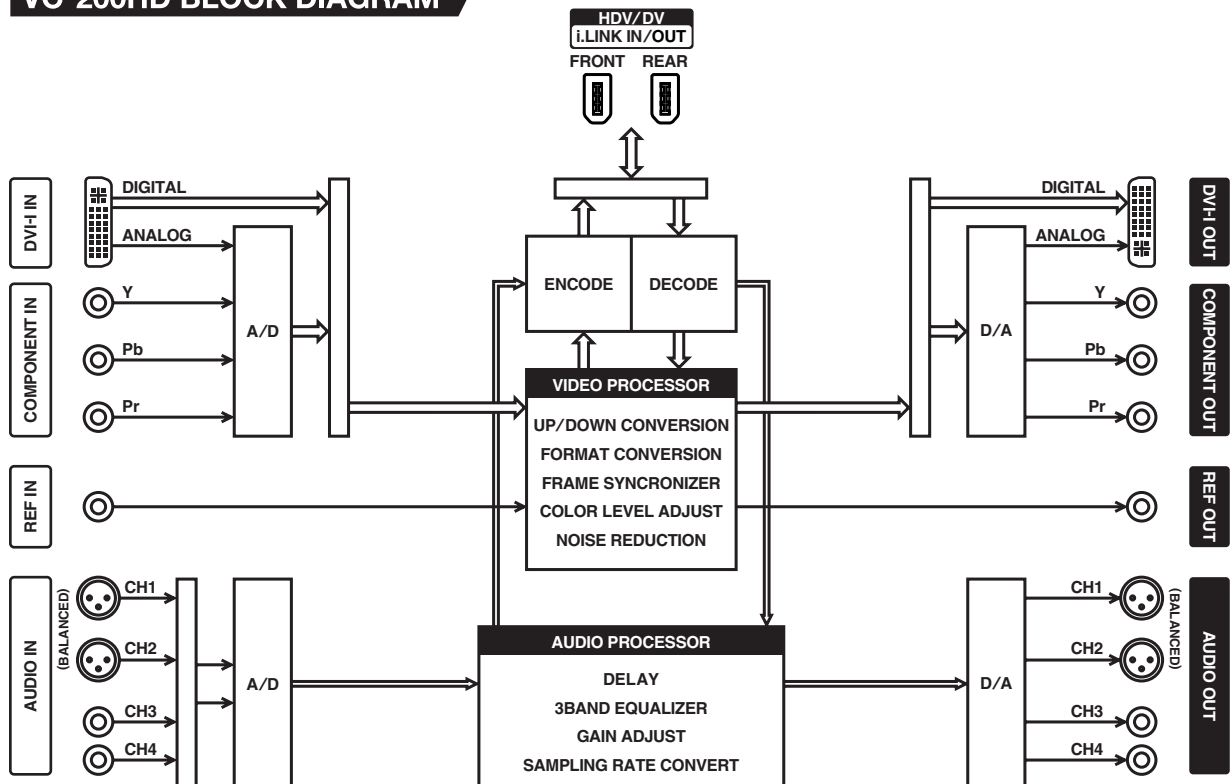 VC-200HD BLOCK DIAGRAM
HDV/DV
i.LINK IN/OUT
FRONT REAR
DVI-I IN
DIGITAL
ANALOG
COMPONENT IN
Y
Pb
Pr
A/D
ENCODE
DECODE
DIGITAL
ANALOG
DVI-I OUT
D/A
Y
Pb
Pr
COMPONENT OUT
VIDEO PROCESSOR
UP/DOWN CONVERSION
FORMAT CONVERSION
FRAME SYNCRONIZER
COLOR LEVEL ADJUST
NOISE REDUCTION
REF IN
REF OUT
AUDIO IN
(BALANCED)
CH1
CH2
CH3
CH4
A/D
AUDIO PROCESSOR
DELAY
3BAND EQUALIZER
GAIN ADJUST
SAMPLING RATE CONVERT
D/A
CH1
CH2
CH3
CH4
(BALANCED)
AUDIO OUT